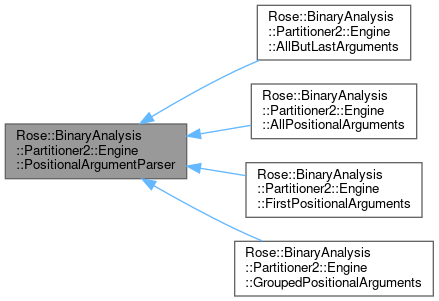 Rose::BinaryAnalysis
::Partitioner2::Engine
::AllButLastArguments
Rose::BinaryAnalysis
::Partitioner2::Engine
::AllPositionalArguments
Rose::BinaryAnalysis
::Partitioner2::Engine
::PositionalArgumentParser
Rose::BinaryAnalysis
::Partitioner2::Engine
::FirstPositionalArguments
Rose::BinaryAnalysis
::Partitioner2::Engine
::GroupedPositionalArguments